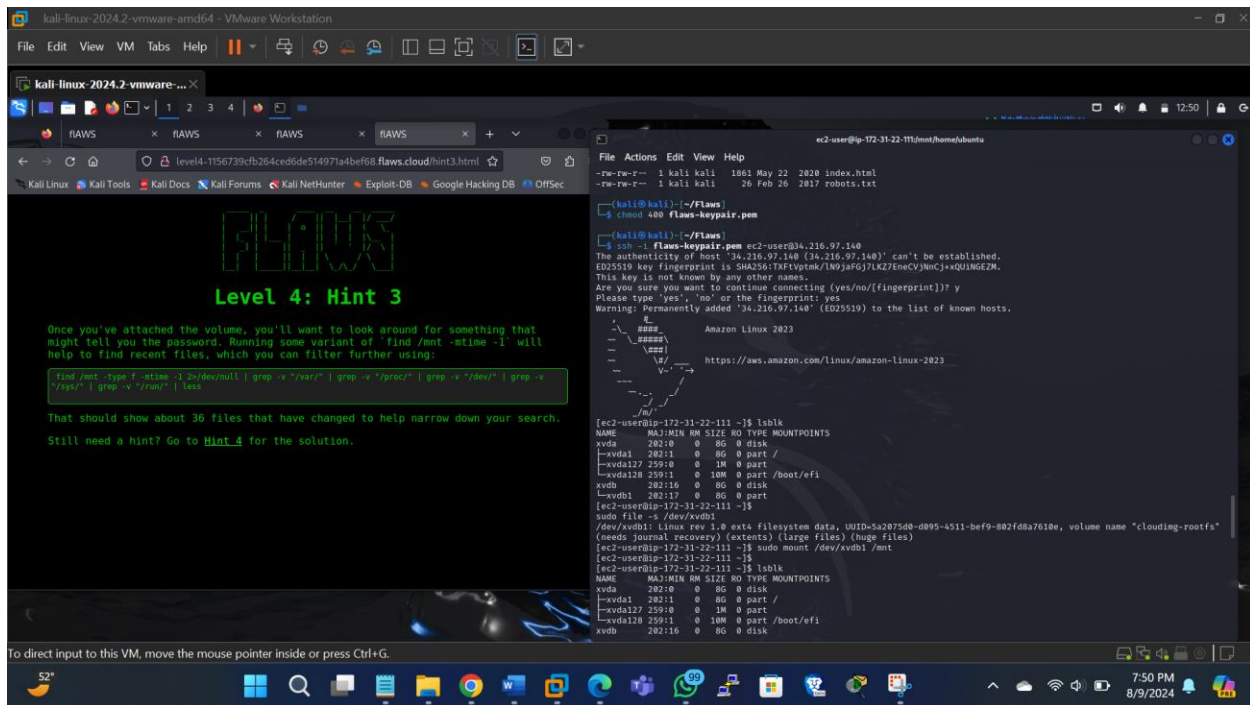 kali-linux-2024.2-vmware-amd64 - VMware Workstation
File Edit View VM Tabs Help
kali-linux-2024.2-vmware-...
1 2 3 4
12:50
flAWS flAWS flAWS flAWS
level4-1156739cfb264ced6de514971a4bef68.flaws.cloud/hint3.html
Kali Linux Kali Tools Kali Docs Kali Forums Kali NetHunter Exploit-DB Google Hacking DB OffSec
FLAWS
Level 4: Hint 3
Once you've attached the volume, you'll want to look around for something that
might tell you the password. Running some variant of `find /mnt -mtime -1` will
help to find recent files, which you can filter further using:
find /mnt -type f -mtime -1 2>/dev/null | grep -v "/var/" | grep -v "/proc/" | grep -v "/dev/" | grep -v
"/sys/" | grep -v "/run/" | less
That should show about 36 files that have changed to help narrow down your search.
Still need a hint? Go to Hint 4 for the solution.
ec2-user@ip-172-31-22-111:/mnt/home/ubuntu
File Actions Edit View Help
-rw-rw-r-- 1 kali kali 1861 May 22 2020 index.html
-rw-rw-r-- 1 kali kali 26 Feb 26 2017 robots.txt
(kali㉿kali)-[~/Flaws]
$ chmod 400 flaws-keypair.pem
(kali㉿kali)-[~/Flaws]
$ ssh -i flaws-keypair.pem ec2-user@34.216.97.140
The authenticity of host '34.216.97.140 (34.216.97.140)' can't be established.
ED25519 key fingerprint is
This key is not known by any other names.
Are you sure you want to continue connecting (yes/no/[fingerprint])? y
Please type 'yes', 'no' or the fingerprint: yes
Warning: Permanently added '34.216.97.140' (ED25519) to the list of known hosts.
Amazon Linux 2023
https://aws.amazon.com/linux/amazon-linux-2023
[ec2-user@ip-172-31-22-111 ~]$ lsblk
NAME MAJ:MIN RM SIZE RO TYPE MOUNTPOINTS
xvda 202:0 0 8G 0 disk
├─xvda1 202:1 0 8G 0 part /
├─xvda127 259:0 0 1M 0 part
└─xvda128 259:1 0 10M 0 part /boot/efi
xvdb 202:16 0 8G 0 disk
└─xvdb1 202:17 0 8G 0 part
[ec2-user@ip-172-31-22-111 ~]$
sudo file -s /dev/xvdb1
/dev/xvdb1: Linux rev 1.0 ext4 filesystem data, UUID=5a2075d0-d095-4511-bef9-802fd8a7610e, volume name "cloudimg-rootfs"
(needs journal recovery) (extents) (large files) (huge files)
[ec2-user@ip-172-31-22-111 ~]$ sudo mount /dev/xvdb1 /mnt
[ec2-user@ip-172-31-22-111 ~]$
[ec2-user@ip-172-31-22-111 ~]$ lsblk
NAME MAJ:MIN RM SIZE RO TYPE MOUNTPOINTS
xvda 202:0 0 8G 0 disk
├─xvda1 202:1 0 8G 0 part /
├─xvda127 259:0 0 1M 0 part
└─xvda128 259:1 0 10M 0 part /boot/efi
xvdb 202:16 0 8G 0 disk
To direct input to this VM, move the mouse pointer inside or press Ctrl+G.
52°
99
7:50 PM
8/9/2024
PRE